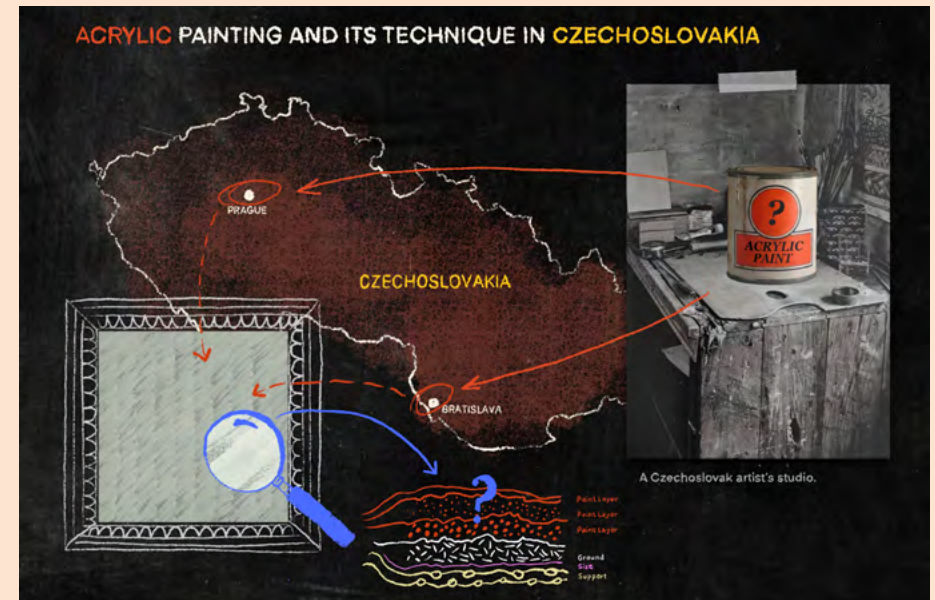 ACRYLIC PAINTING AND ITS TECHNIQUE IN CZECHOSLOVAKIA
PRAGUE
?
ACRYLIC
PAINT
CZECHOSLOVAKIA
BRATISLAVA
A Czechoslovak artist's studio.
?
Paint Layer
Paint Layer
Paint Layer
Ground
Size
Support